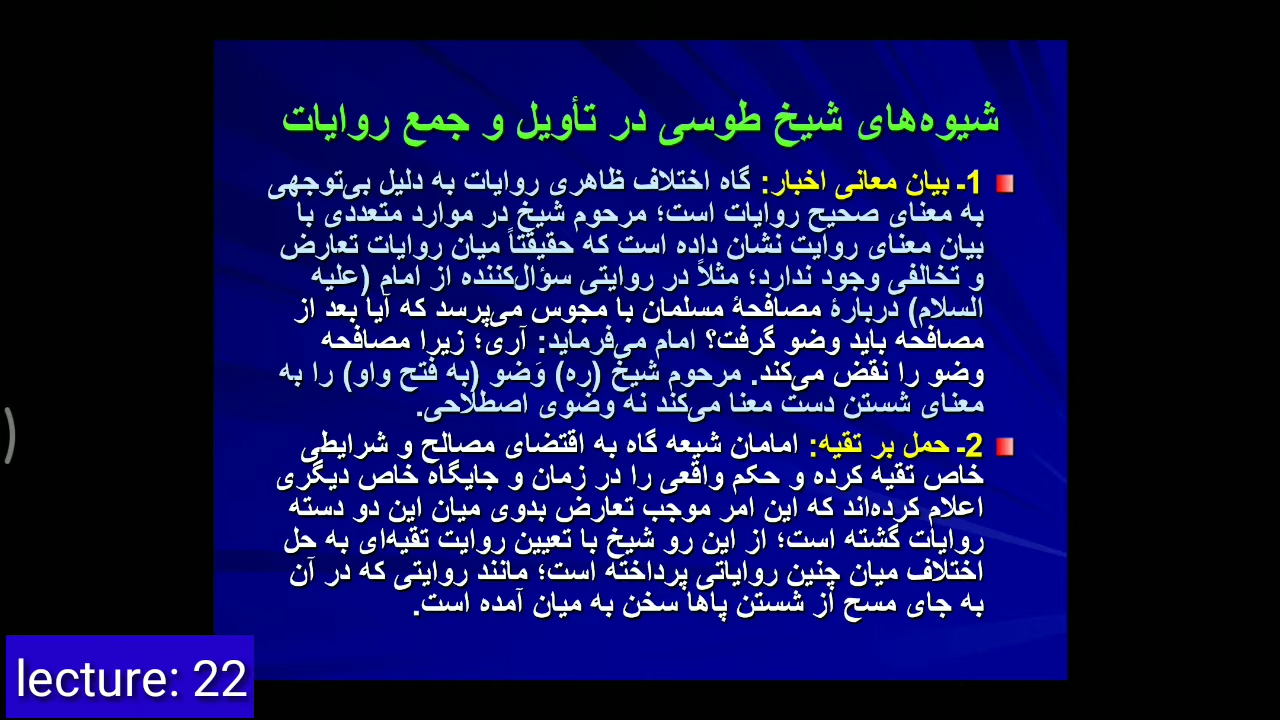 شیوه‌های شیخ طوسی در تأویل و جمع روایات
1ـ بیان معانی اخبار: گاه اختلاف ظاهری روایات به دلیل بی‌توجهی
به معنای صحیح روایات است؛ مرحوم شیخ در موارد متعددی با
بیان معنای روایت نشان داده است که حقیقتاً میان روایات تعارض
و تخالفی وجود ندارد؛ مثلاً در روایتی سؤال‌کننده از امام (علیه
السلام) دربارۀ مصافحۀ مسلمان با مجوس می‌پرسد که آیا بعد از
مصافحه باید وضو گرفت؟ امام می‌فرماید: آری؛ زیرا مصافحه
وضو را نقض می‌کند. مرحوم شیخ (ره) وَضو (به فتح واو) را به
معنای شستن دست معنا می‌کند نه وضوی اصطلاحی.
2ـ حمل بر تقیه: امامان شیعه گاه به اقتضای مصالح و شرایطی
خاص تقیه کرده و حکم واقعی را در زمان و جایگاه خاص دیگری
اعلام کرده‌اند که این امر موجب تعارض بدوی میان این دو دسته
روایات گشته است؛ از این رو شیخ با تعیین روایت تقیه‌ای به حل
اختلاف میان چنین روایاتی پرداخته است؛ مانند روایتی که در آن
به جای مسح از شستن پاها سخن به میان آمده است.
lecture: 22